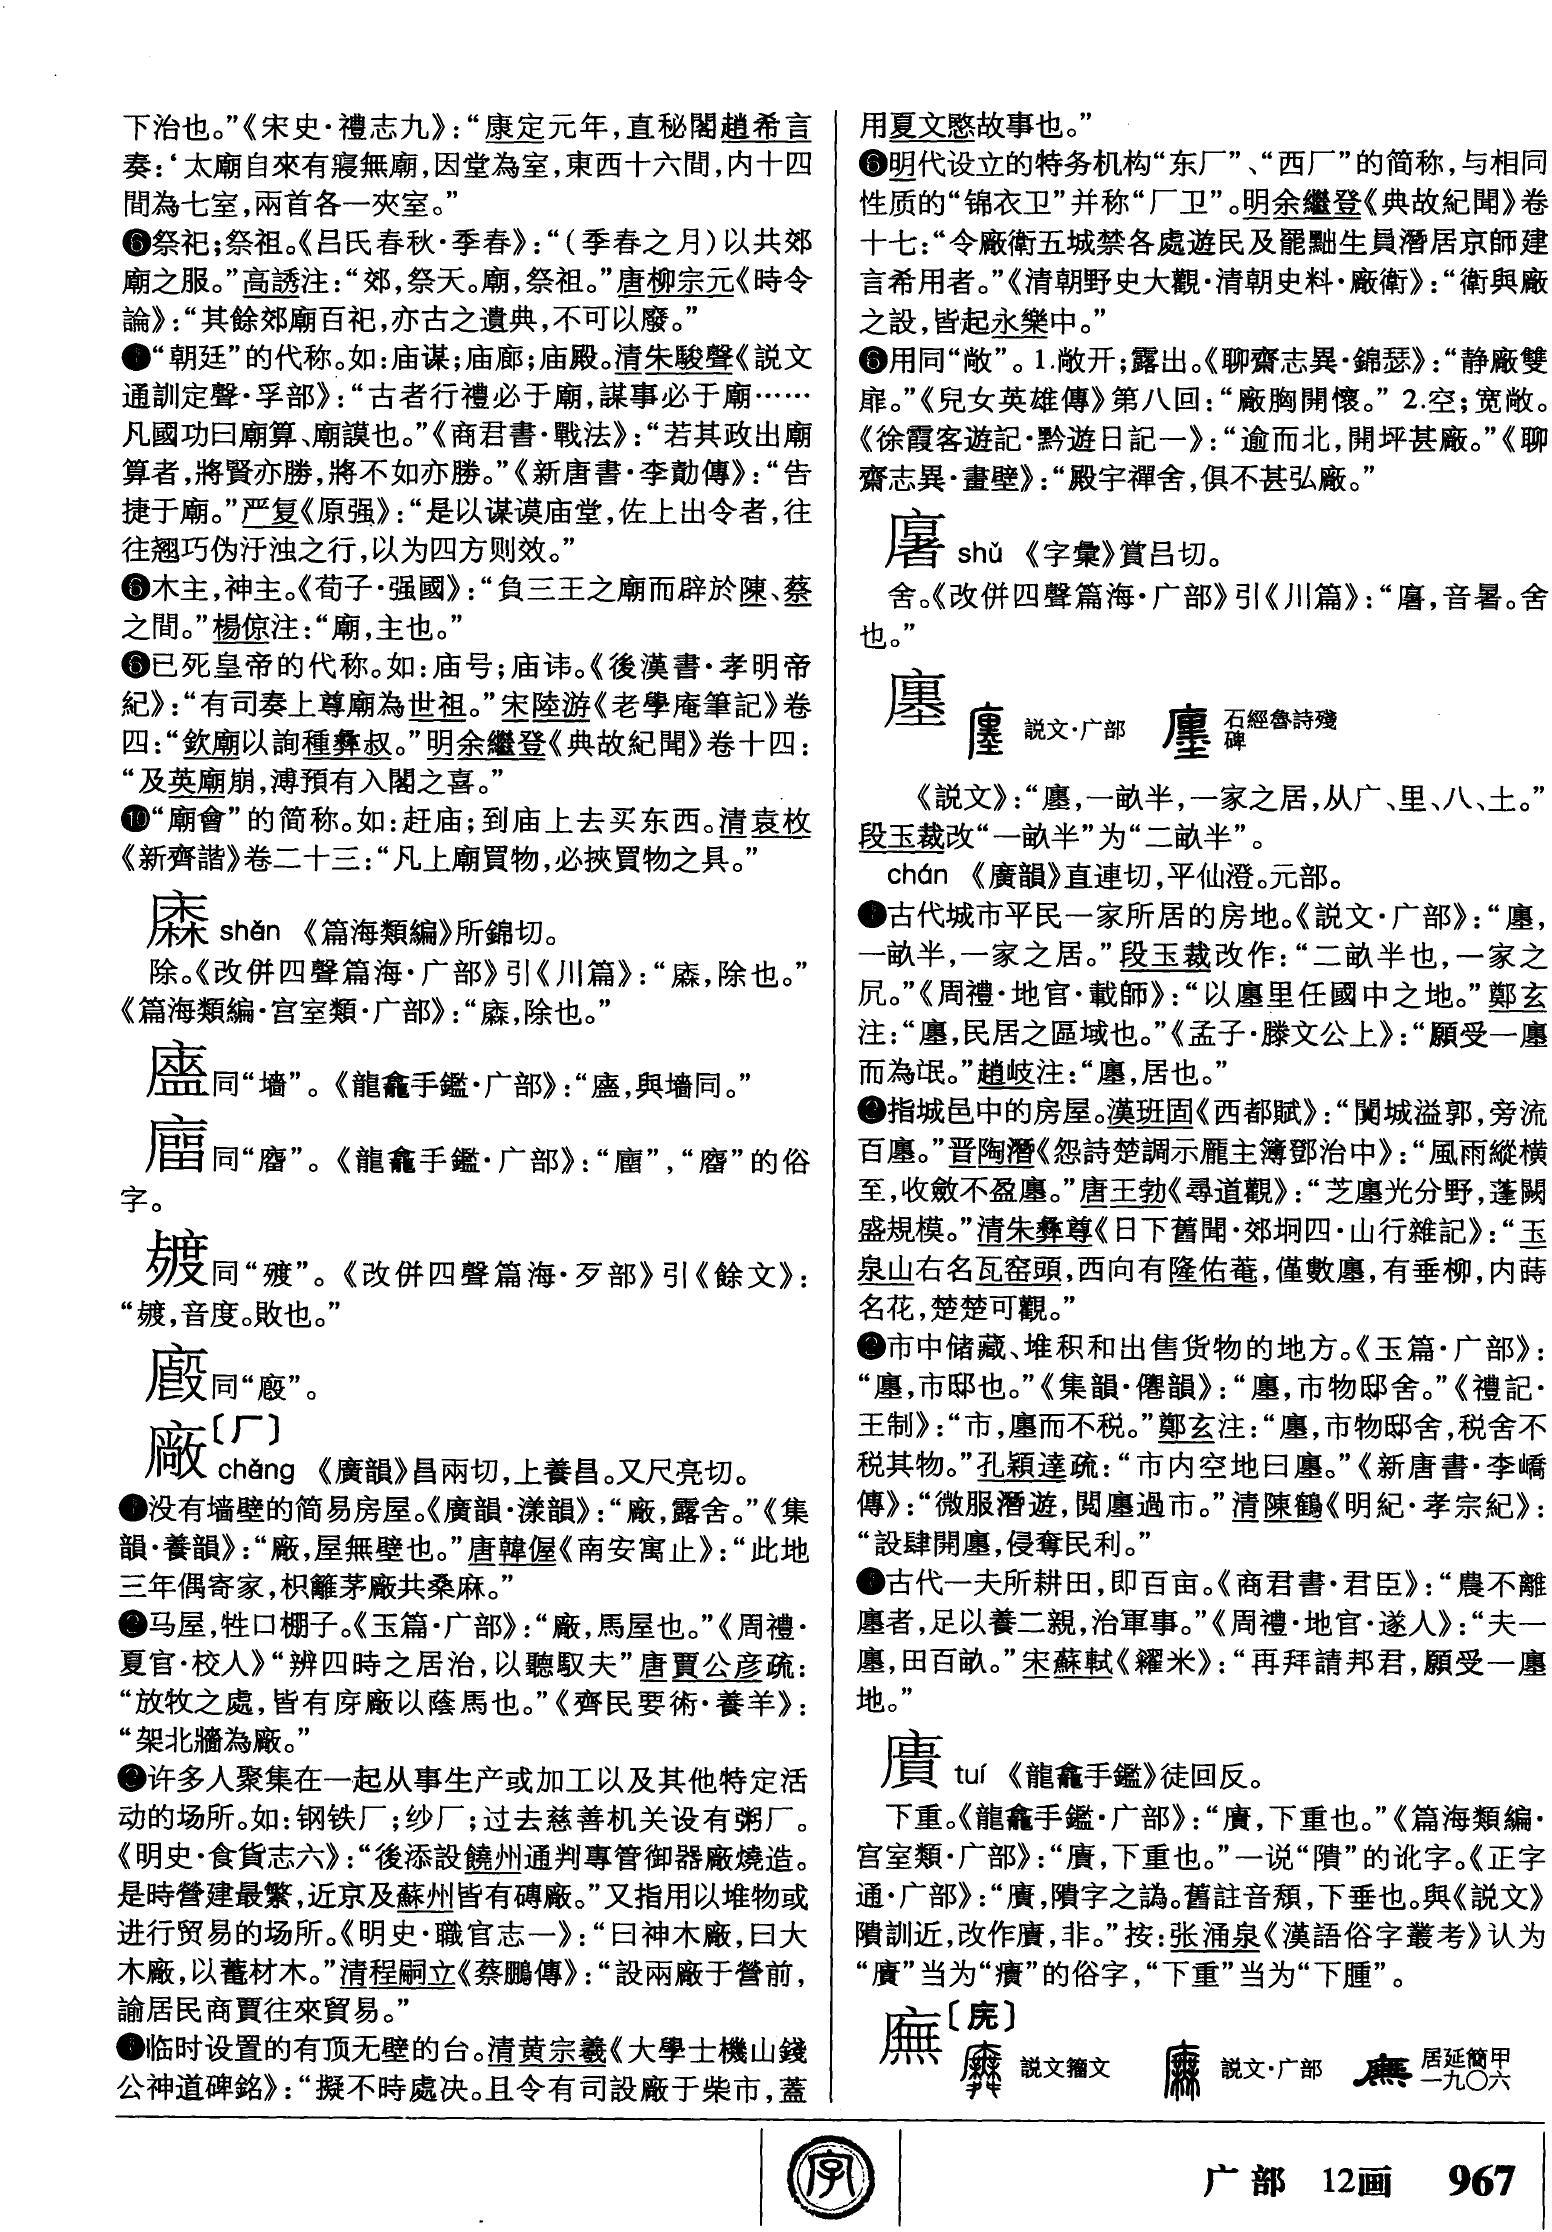 下治也。”《宋史·禮志九》：“康定元年，直秘閣趙希言
奏：‘太廟自來有寢無廟，因堂為室，東西十六間，内十四
間為七室，兩首各一夾室。”
❻祭祀；祭祖。《吕氏春秋·季春》：“（季春之月）以共郊
廟之服。”高誘注：“郊，祭天。廟，祭祖。”唐柳宗元《時令
論》：“其餘郊廟百祀，亦古之遺典，不可以廢。”
“朝廷”的代称。如：庙谋；庙廊；庙殿。清朱駿聲《説文
通訓定聲·孚部》：“古者行禮必于廟，謀事必于廟……
凡國功曰廟算、廟謨也。”《商君書·戰法》：“若其政出廟
算者，將賢亦勝，將不如亦勝。”《新唐書·李勣傳》：“告
捷于廟。”严复《原强》：“是以谋谟庙堂，佐上出令者，往
往翘巧伪汙浊之行，以为四方则效。”
❻木主，神主。《荀子·强國》：“負三王之廟而辟於陳、蔡
之間。”楊倞注：“廟，主也。”
❻已死皇帝的代称。如：庙号；庙讳。《後漢書·孝明帝
紀》：“有司奏上尊廟為世祖。”宋陸游《老學庵筆記》卷
四：“欽廟以詢種彝叔。”明余繼登《典故紀聞》卷十四：
“及英廟崩，溥預有入閣之喜。”
❿“廟會”的简称。如：赶庙；到庙上去买东西。清袁枚
《新齊諧》卷二十三：“凡上廟買物，必挾買物之具。”
𢊲 shěn 《篇海類編》所錦切。
除。《改併四聲篇海·广部》引《川篇》：“𢊲，除也。”
《篇海類編·宫室類·广部》：“𢊲，除也。”
同“墙”。《龍龕手鑑·广部》：“，與墙同。”
同“廇”。《龍龕手鑑·广部》：“”，“廇”的俗
字。
同“㱱”。《改併四聲篇海·歹部》引《餘文》：
“，音度。敗也。”
廏同“廄”。
廠〔厂〕
chǎng 《廣韻》昌兩切，上養昌。又尺亮切。
没有墙壁的简易房屋。《廣韻·漾韻》：“廠，露舍。”《集
韻·養韻》：“廠，屋無壁也。”唐韓偓《南安寓止》：“此地
三年偶寄家，枳籬茅廠共桑麻。”
❷马屋，牲口棚子。《玉篇·广部》：“廠，馬屋也。”《周禮·
夏官·校人》“辨四時之居治，以聽馭夫”唐賈公彦疏：
“放牧之處，皆有庌廠以蔭馬也。”《齊民要術·養羊》：
“架北牆為廠。”
❸许多人聚集在一起从事生产或加工以及其他特定活
动的场所。如：钢铁厂；纱厂；过去慈善机关设有粥厂。
《明史·食貨志六》：“後添設饒州通判專管御器廠燒造。
是時營建最繁，近京及蘇州皆有磚廠。”又指用以堆物或
进行贸易的场所。《明史·職官志一》：“曰神木廠，曰大
木廠，以蓄材木。”清程嗣立《蔡鵬傳》：“設兩廠于營前，
諭居民商賈往來貿易。”
临时设置的有顶无壁的台。清黄宗羲《大學士機山錢
公神道碑銘》：“擬不時處决。且令有司設廠于柴市，蓋
用夏文愍故事也。”
❻明代设立的特务机构“东厂”、“西厂”的简称，与相同
性质的“锦衣卫”并称“厂卫”。明余繼登《典故紀聞》卷
十七：“令廠衛五城禁各處遊民及罷黜生員潛居京師建
言希用者。”《清朝野史大觀·清朝史料·廠衛》：“衛與廠
之設，皆起永樂中。”
❻用同“敞”。1.敞开；露出。《聊齋志異·錦瑟》：“静廠雙
扉。”《兒女英雄傳》第八回：“廠胸開懷。” 2.空；宽敞。
《徐霞客遊記·黔遊日記一》：“逾而北，開坪甚廠。”《聊
齋志異·畫壁》：“殿宇禪舍，俱不甚弘廠。”
㕑 shǔ 《字彙》賞吕切。
舍。《改併四聲篇海·广部》引《川篇》：“，音暑。舍
也。”
廛 説文·广部 石經魯詩殘
碑
《説文》：“廛，一畝半，一家之居，从广、里、八、土。”
段玉裁改“一畝半”为“二畝半”。
chán 《廣韻》直連切，平仙澄。元部。
古代城市平民一家所居的房地。《説文·广部》：“廛，
一畝半，一家之居。”段玉裁改作：“二畝半也，一家之
凥。”《周禮·地官·載師》：“以廛里任國中之地。”鄭玄
注：“廛，民居之區域也。”《孟子·滕文公上》：“願受一廛
而為氓。”趙岐注：“廛，居也。”
❷指城邑中的房屋。漢班固《西都賦》：“闐城溢郭，旁流
百廛。”晋陶潛《怨詩楚調示龐主簿鄧治中》：“風雨縱横
至，收斂不盈廛。”唐王勃《尋道觀》：“芝廛光分野，蓬闕
盛規模。”清朱彝尊《日下舊聞·郊坰四·山行雜記》：“玉
泉山右名瓦窑頭，西向有隆佑菴，僅數廛，有垂柳，内蒔
名花，楚楚可觀。”
❷市中储藏、堆积和出售货物的地方。《玉篇·广部》：
“廛，市邸也。”《集韻·僊韻》：“廛，市物邸舍。”《禮記·
王制》：“市，廛而不税。”鄭玄注：“廛，市物邸舍，税舍不
税其物。”孔穎達疏：“市内空地曰廛。”《新唐書·李嶠
傳》：“微服潛遊，閲廛過市。”清陳鶴《明紀·孝宗紀》：
“設肆開廛，侵奪民利。”
古代一夫所耕田，即百亩。《商君書·君臣》：“農不離
廛者，足以養二親，治軍事。”《周禮·地官·遂人》：“夫一
廛，田百畝。”宋蘇軾《糴米》：“再拜請邦君，願受一廛
地。”
tuí 《龍龕手鑑》徒回反。
下重。《龍龕手鑑·广部》：“，下重也。”《篇海類編·
宫室類·广部》：“，下重也。”一说“隤”的讹字。《正字
通·广部》：“，隤字之譌。舊註音頽，下垂也。與《説文》
隤訓近，改作，非。”按：张涌泉《漢語俗字叢考》认为
“”当为“㿉”的俗字，“下重”当为“下腫”。
廡〔庑〕
説文籀文 説文·广部 居延簡甲
一九〇六
字
广部 12画 967